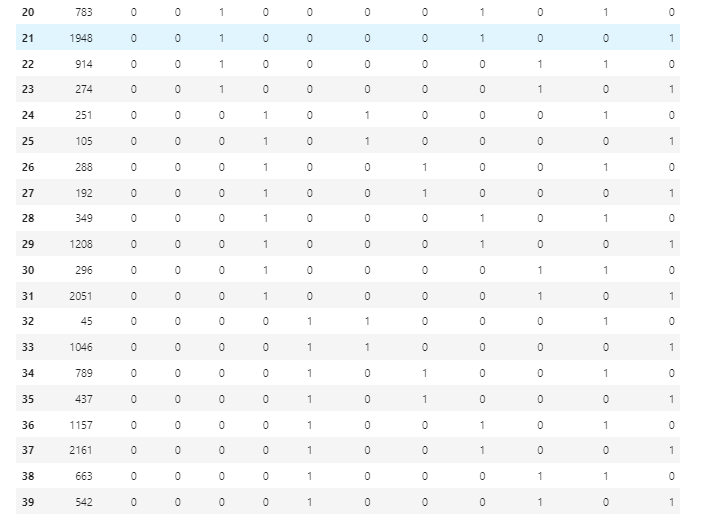 20 783 0 0 1 0 0 0 0 1 0 1 0
21 1948 0 0 1 0 0 0 0 1 0 0 1
22 914 0 0 1 0 0 0 0 0 1 1 0
23 274 0 0 1 0 0 0 0 0 1 0 1
24 251 0 0 0 1 0 1 0 0 0 1 0
25 105 0 0 0 1 0 1 0 0 0 0 1
26 288 0 0 0 1 0 0 1 0 0 1 0
27 192 0 0 0 1 0 0 1 0 0 0 1
28 349 0 0 0 1 0 0 0 1 0 1 0
29 1208 0 0 0 1 0 0 0 1 0 0 1
30 296 0 0 0 1 0 0 0 0 1 1 0
31 2051 0 0 0 1 0 0 0 0 1 0 1
32 45 0 0 0 0 1 1 0 0 0 1 0
33 1046 0 0 0 0 1 1 0 0 0 0 1
34 789 0 0 0 0 1 0 1 0 0 1 0
35 437 0 0 0 0 1 0 1 0 0 0 1
36 1157 0 0 0 0 1 0 0 1 0 1 0
37 2161 0 0 0 0 1 0 0 1 0 0 1
38 663 0 0 0 0 1 0 0 0 1 1 0
39 542 0 0 0 0 1 0 0 0 1 0 1